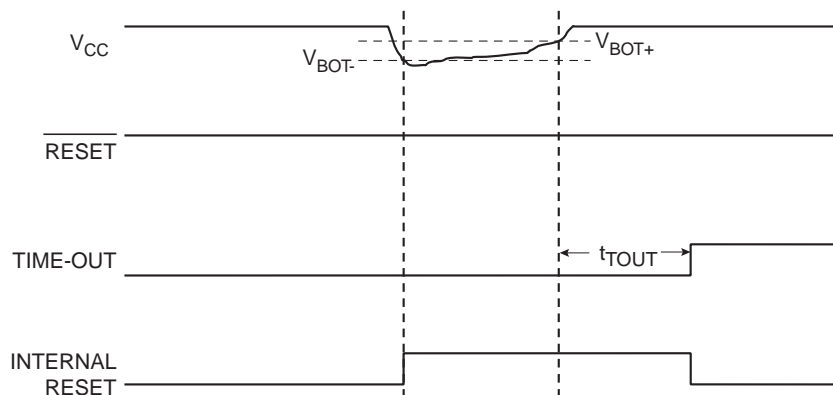 VCC
VBOT-
VBOT+
RESET
TIME-OUT
tTOUT
INTERNAL
RESET